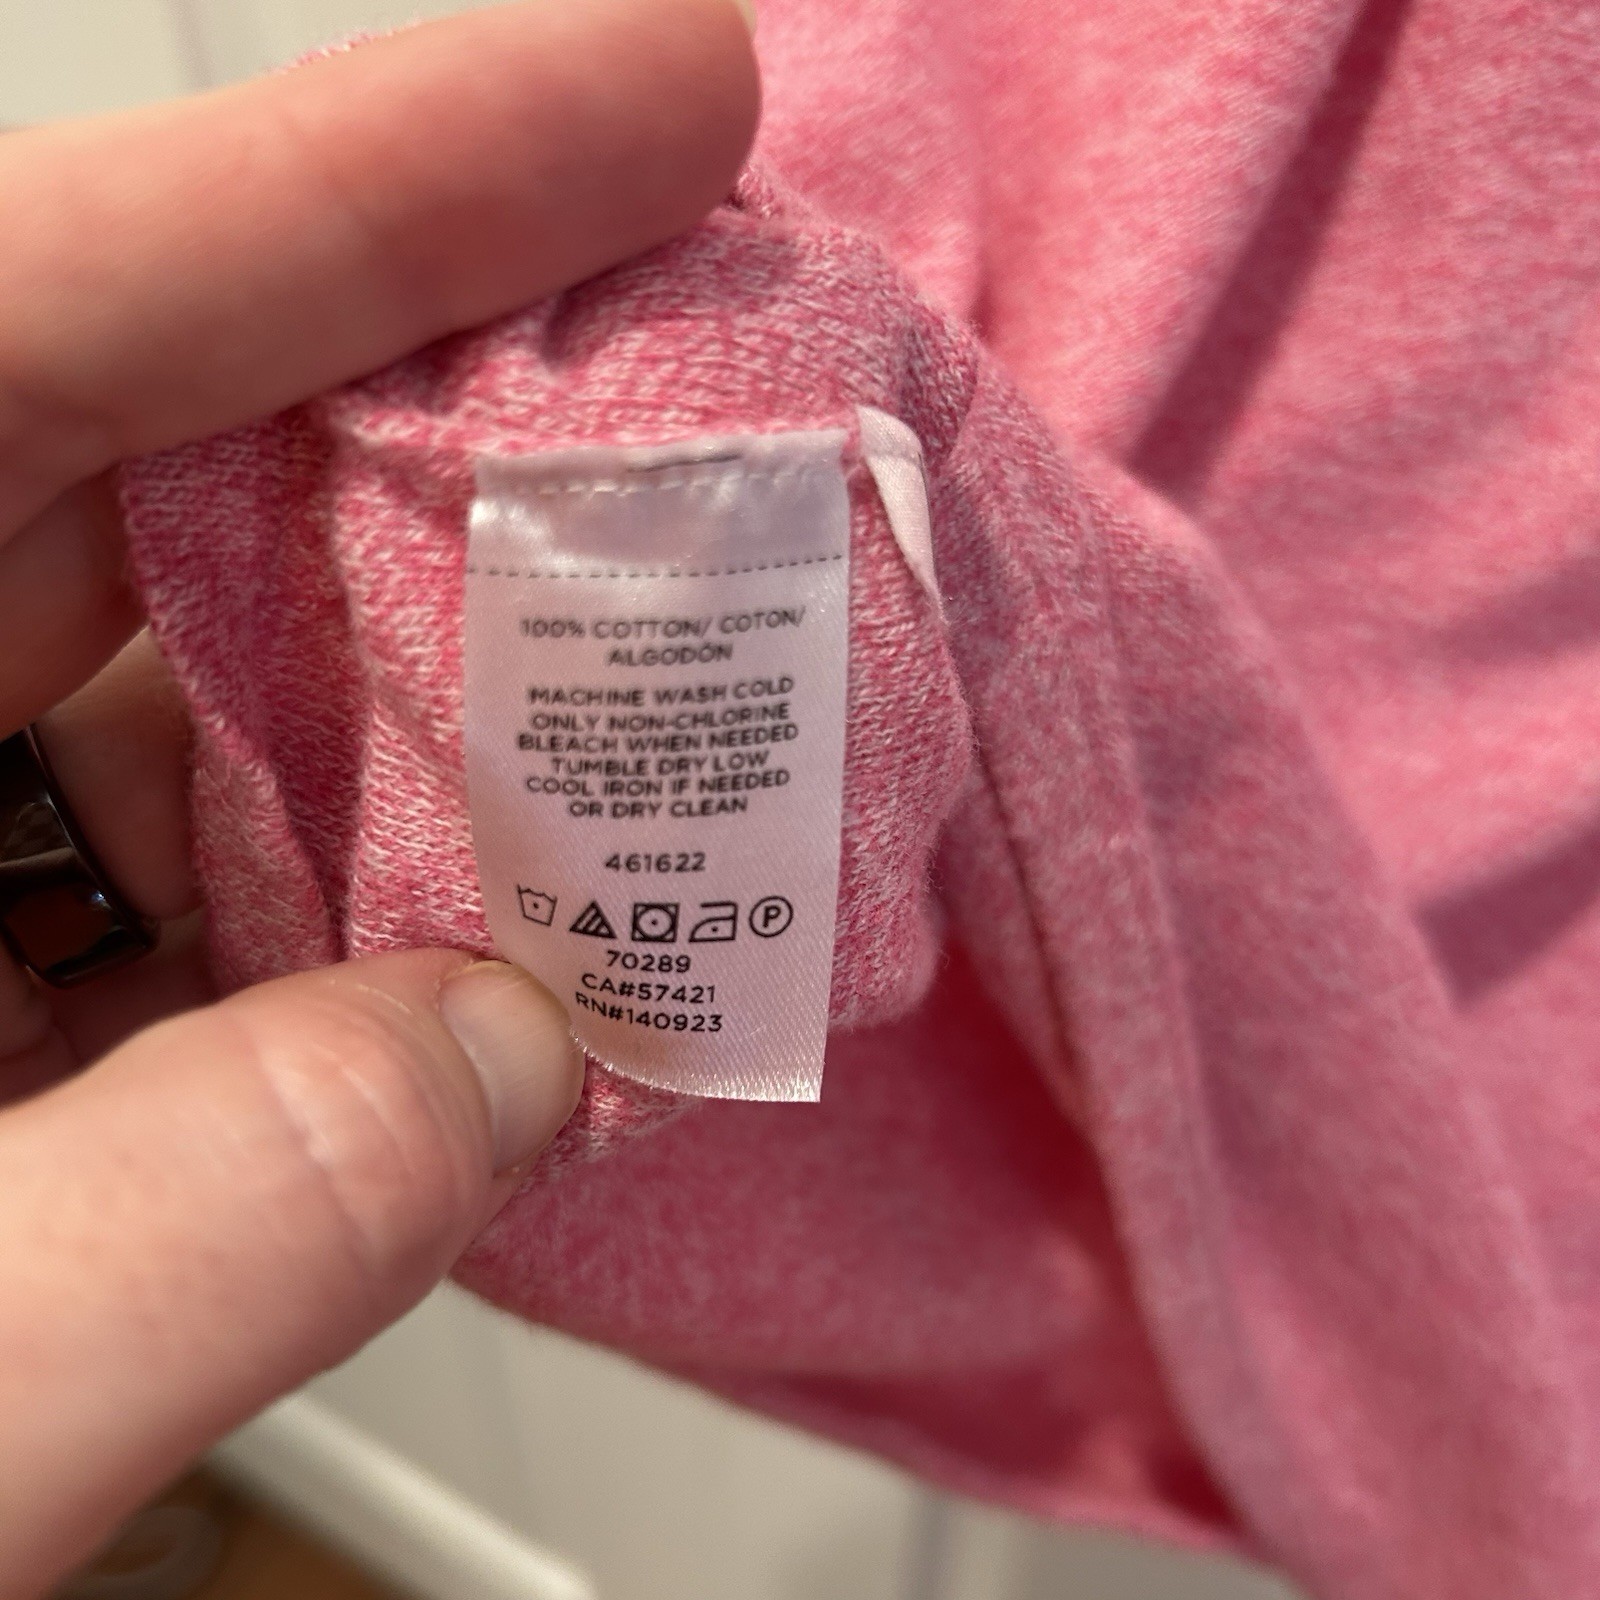 100% COTTON/ COTON/
ALGODÓN
MACHINE WASH COLD
ONLY NON-CHLORINE
BLEACH WHEN NEEDED
TUMBLE DRY LOW
COOL IRON IF NEEDED
OR DRY CLEAN
461622
P
70289
CA#57421
RN#140923